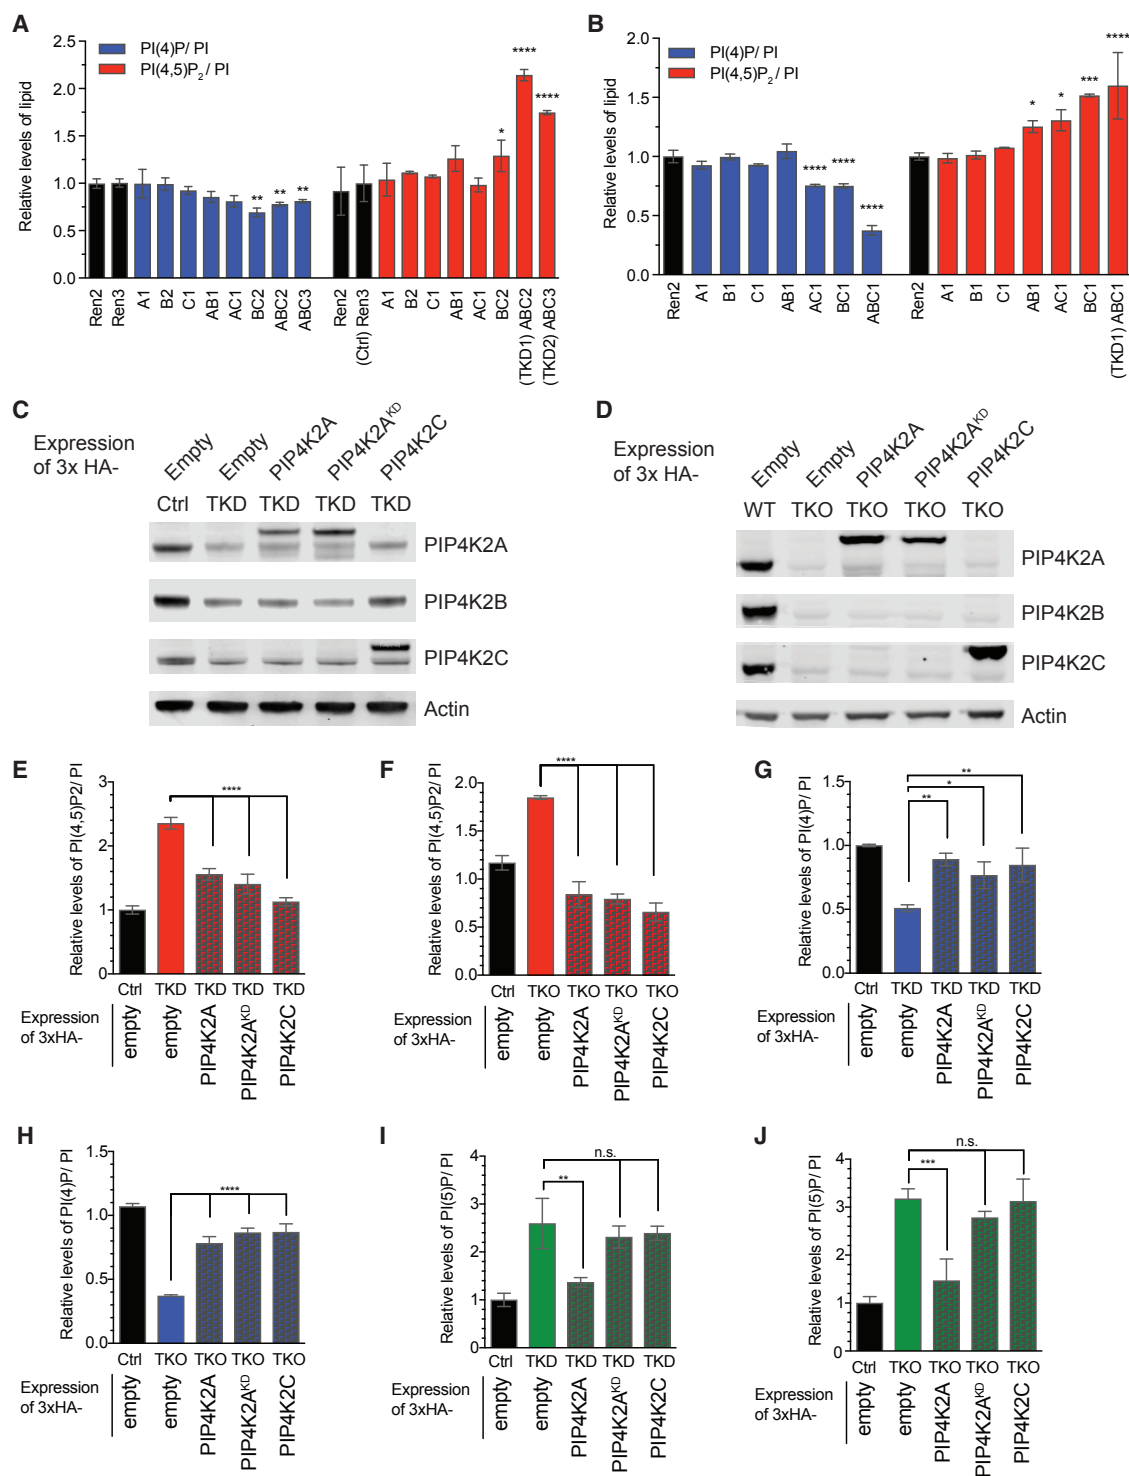 A
PI(4)P/ PI
PI(4,5)P2 / PI
Relative levels of lipid
2.5
2.0
1.5
1.0
0.5
0.0
** ** ** * **** ****
Ren2 Ren3 A1 B2 C1 AB1 AC1 BC2 ABC2 ABC3
Ren2 (Ctrl) Ren3 A1 B2 C1 AB1 AC1 BC2 (TKD1) ABC2 (TKD2) ABC3
B
PI(4)P/ PI
PI(4,5)P2 / PI
Relative levels of lipid
2.0
1.5
1.0
0.5
0.0
**** **** **** * * *** ****
Ren2 A1 B1 C1 AB1 AC1 BC1 ABC1
Ren2 A1 B1 C1 AB1 AC1 BC1 (TKD1) ABC1
C
Expression
of 3x HA-
Empty Empty PIP4K2A PIP4K2AKD PIP4K2C
Ctrl TKD TKD TKD TKD
PIP4K2A
PIP4K2B
PIP4K2C
Actin
D
Expression
of 3x HA-
Empty Empty PIP4K2A PIP4K2AKD PIP4K2C
WT TKO TKO TKO TKO
PIP4K2A
PIP4K2B
PIP4K2C
Actin
E
Relative levels of PI(4,5)P2/ PI
3
2
1
0
****
Ctrl TKD TKD TKD TKD
Expression
of 3xHA-
empty empty PIP4K2A PIP4K2AKD PIP4K2C
F
Relative levels of PI(4,5)P2/ PI
2.0
1.5
1.0
0.5
0.0
****
Ctrl TKO TKO TKO TKO
Expression
of 3xHA-
empty empty PIP4K2A PIP4K2AKD PIP4K2C
G
Relative levels of PI(4)P/ PI
1.5
1.0
0.5
0
**
*
**
Ctrl TKD TKD TKD TKD
Expression
of 3xHA-
empty empty PIP4K2A PIP4K2AKD PIP4K2C
H
Relative levels of PI(4)P/ PI
1.5
1.0
0.5
0.0
****
Ctrl TKO TKO TKO TKO
Expression
of 3xHA-
empty empty PIP4K2A PIP4K2AKD PIP4K2C
I
Relative levels of PI(5)P/ PI
4
3
2
1
0
n.s.
**
Ctrl TKD TKD TKD TKD
Expression
of 3xHA-
empty empty PIP4K2A PIP4K2AKD PIP4K2C
J
Relative levels of PI(5)P/ PI
4
3
2
1
0
n.s.
***
Ctrl TKO TKO TKO TKO
Expression
of 3xHA-
empty empty PIP4K2A PIP4K2AKD PIP4K2C